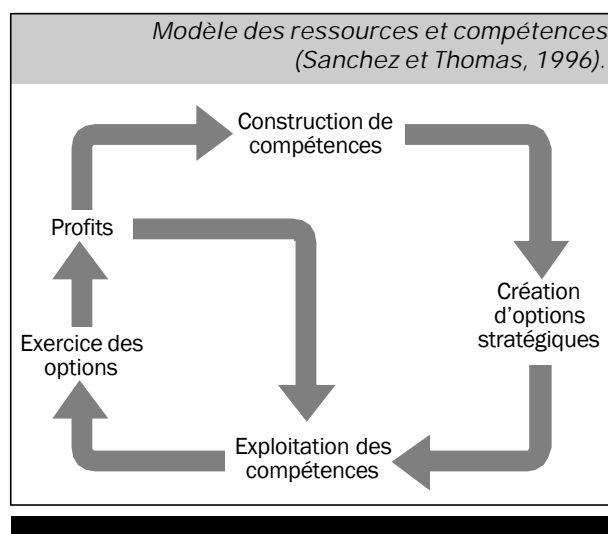 Modèle des ressources et compétences
(Sanchez et Thomas, 1996).
Construction de
compétences
Profits
Création
d'options
stratégiques
Exercice des
options
Exploitation des
compétences